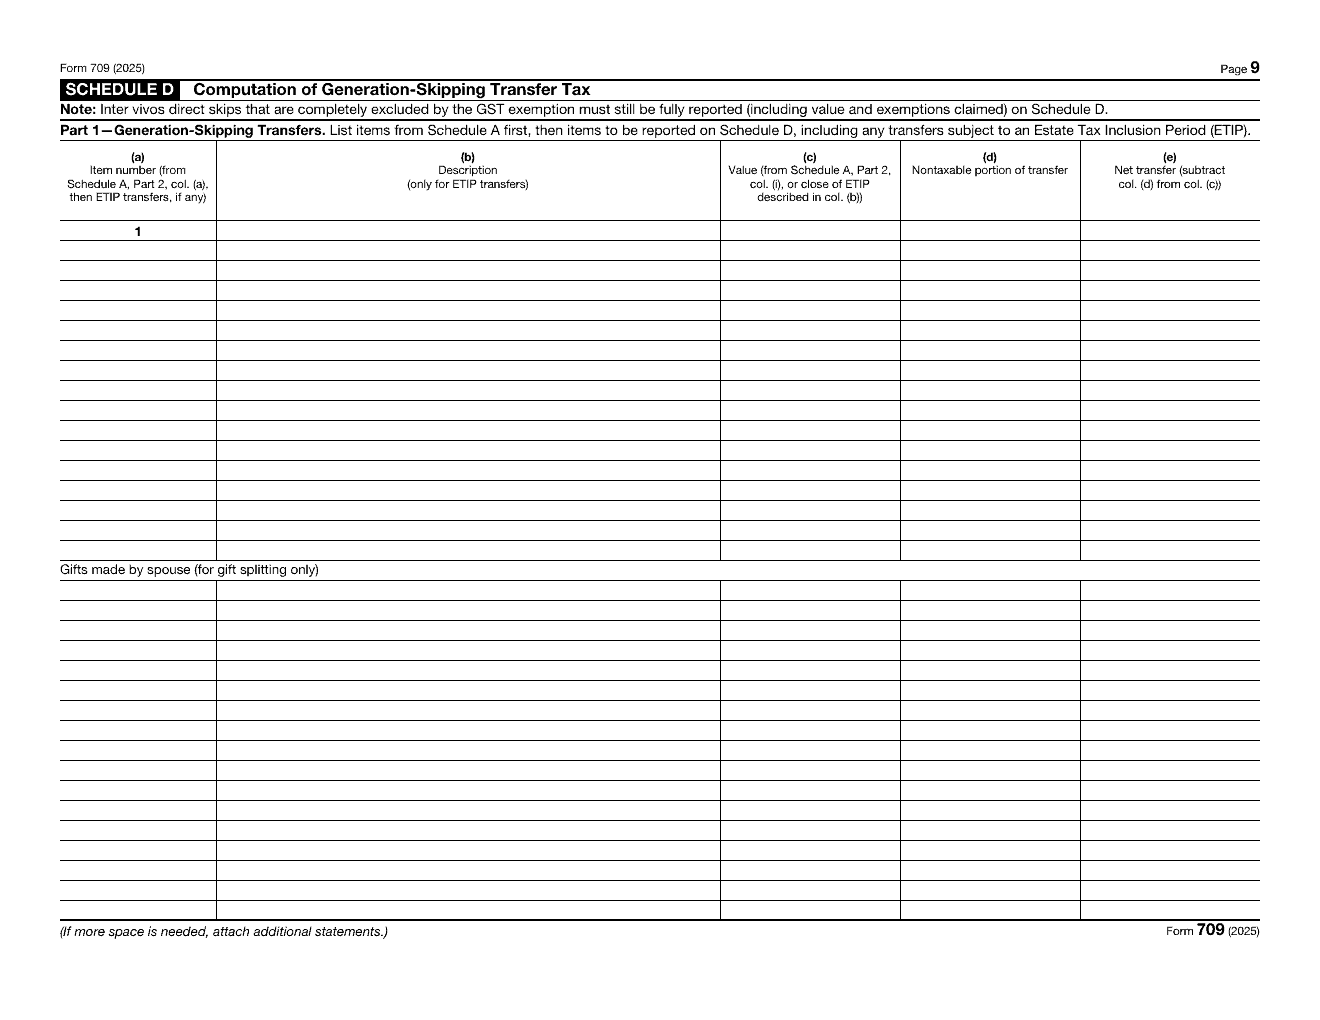 Form 709 (2025)
Page 9
SCHEDULE D Computation of Generation-Skipping Transfer Tax
Note: Inter vivos direct skips that are completely excluded by the GST exemption must still be fully reported (including value and exemptions claimed) on Schedule D.
Part 1—Generation-Skipping Transfers. List items from Schedule A first, then items to be reported on Schedule D, including any transfers subject to an Estate Tax Inclusion Period (ETIP).
(a)
Item number (from
Schedule A, Part 2, col. (a),
then ETIP transfers, if any)
(b)
Description
(only for ETIP transfers)
(c)
Value (from Schedule A, Part 2,
col. (i), or close of ETIP
described in col. (b))
(d)
Nontaxable portion of transfer
(e)
Net transfer (subtract
col. (d) from col. (c))
1
Gifts made by spouse (for gift splitting only)
(If more space is needed, attach additional statements.)
Form 709 (2025)